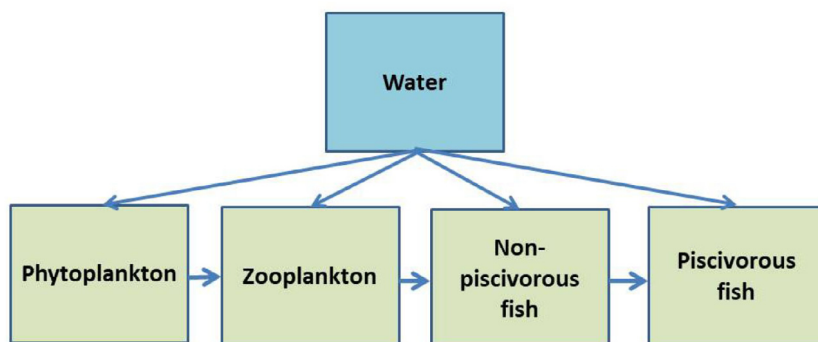 Water
Phytoplankton
Zooplankton
Non-
piscivorous
fish
Piscivorous
fish